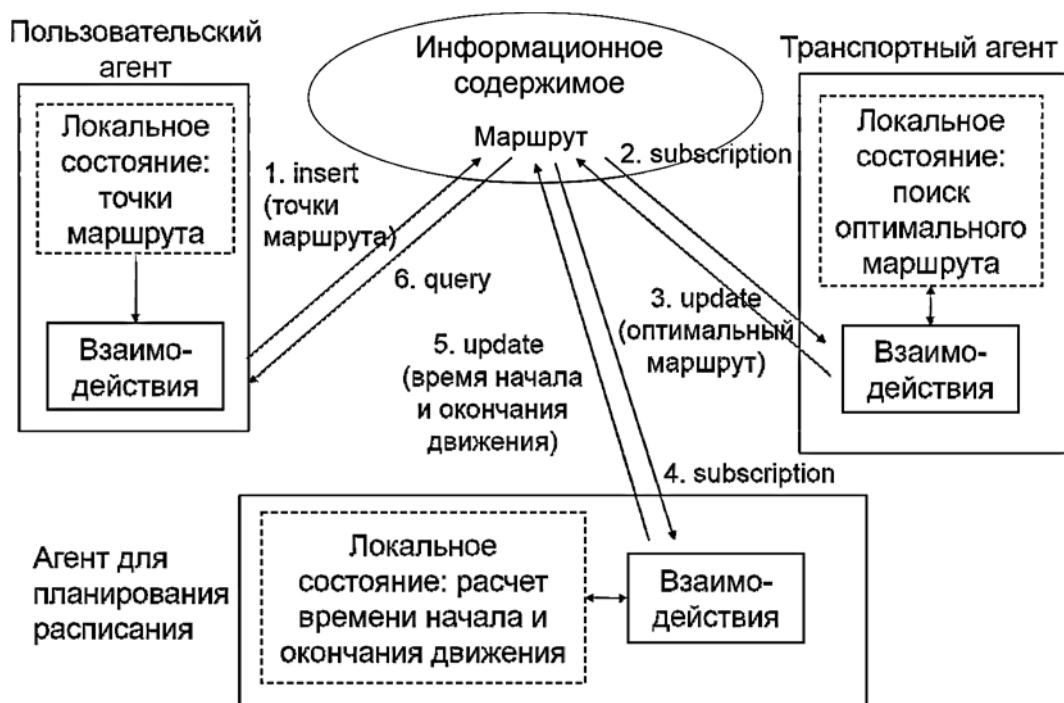 Пользовательский
агент
Локальное
состояние:
точки
маршрута
Взаимо-
действия
Информационное
содержимое
Маршрут
1. insert
(точки
маршрута)
6. query
2. subscription
3. update
(оптимальный
маршрут)
5. update
(время начала
и окончания
движения)
4. subscription
Транспортный агент
Локальное
состояние:
поиск
оптимального
маршрута
Взаимо-
действия
Агент для
планирования
расписания
Локальное
состояние: расчет
времени начала и
окончания движения
Взаимо-
действия